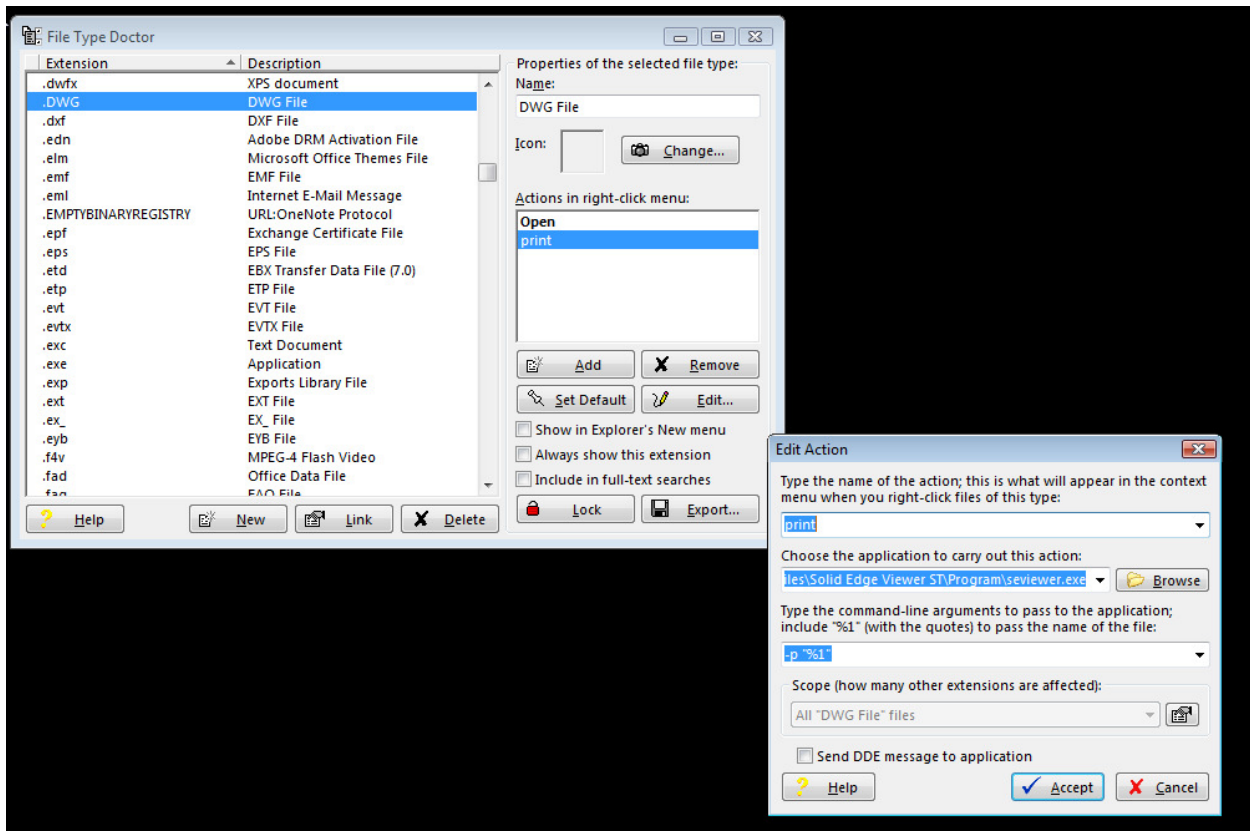 File Type Doctor
Extension Description
.dwfx XPS document
.DWG DWG File
.dxf DXF File
.edn Adobe DRM Activation File
.elm Microsoft Office Themes File
.emf EMF File
.eml Internet E-Mail Message
.EMPTYBINARYREGISTRY URL:OneNote Protocol
.epf Exchange Certificate File
.eps EPS File
.etd EBX Transfer Data File (7.0)
.etp ETP File
.evt EVT File
.evtx EVTX File
.exc Text Document
.exe Application
.exp Exports Library File
.ext EXT File
.ex_ EX_ File
.eyb EYB File
.f4v MPEG-4 Flash Video
.fad Office Data File
.faq FAQ File
Help New Link Delete
Properties of the selected file type:
Name:
DWG File
Icon: Change...
Actions in right-click menu:
Open
print
Add Remove
Set Default Edit...
Show in Explorer's New menu
Always show this extension
Include in full-text searches
Lock Export...
Edit Action
Type the name of the action; this is what will appear in the context
menu when you right-click files of this type:
print
Choose the application to carry out this action:
iles\Solid Edge Viewer ST\Program\seviewer.exe Browse
Type the command-line arguments to pass to the application;
include "%1" (with the quotes) to pass the name of the file:
-p "%1"
Scope (how many other extensions are affected):
All "DWG File" files
Send DDE message to application
Help Accept Cancel